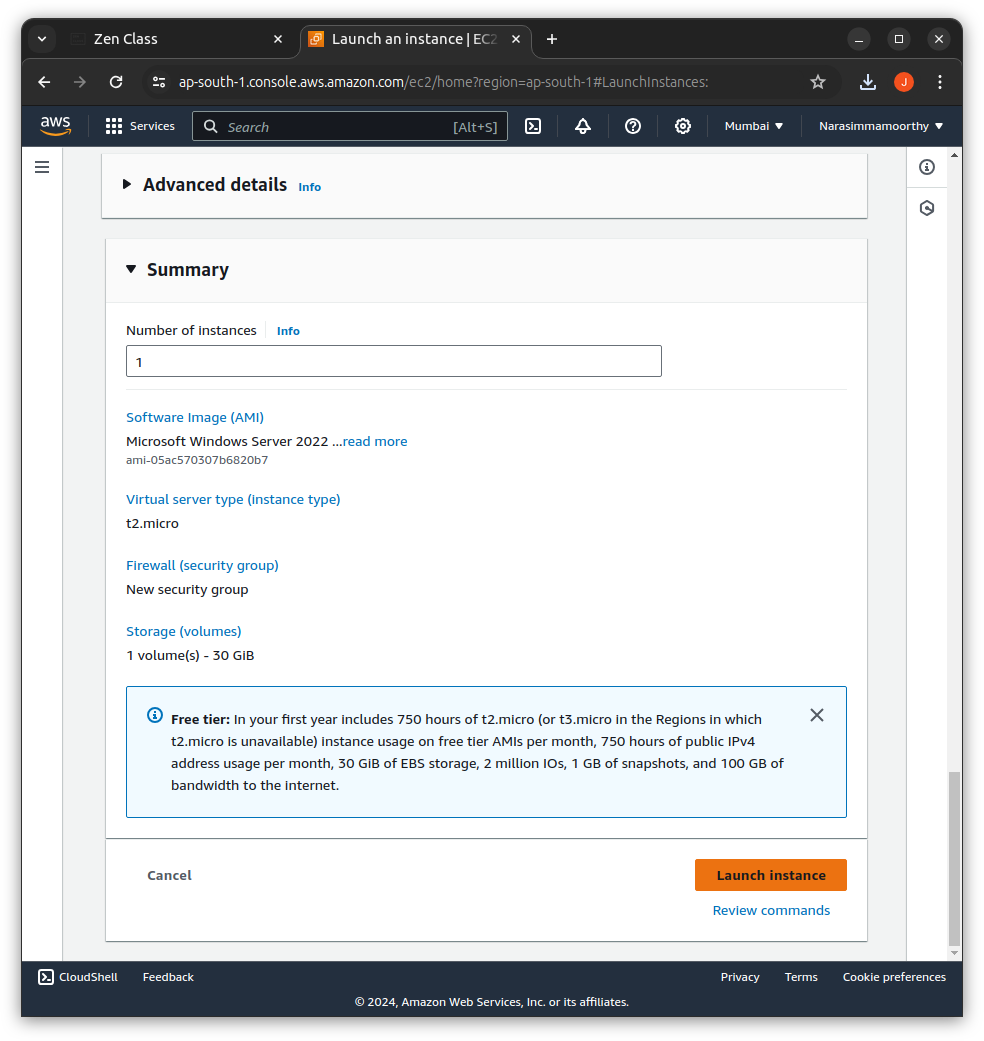 Zen Class
Launch an instance | EC2
ap-south-1.console.aws.amazon.com/ec2/home?region=ap-south-1#LaunchInstances:
J
aws
Services
Search
[Alt+S]
Mumbai
Narasimmamoorthy
Advanced details Info
Summary
Number of instances Info
1
Software Image (AMI)
Microsoft Windows Server 2022 ...read more
ami-05ac570307b6820b7
Virtual server type (instance type)
t2.micro
Firewall (security group)
New security group
Storage (volumes)
1 volume(s) - 30 GiB
Free tier: In your first year includes 750 hours of t2.micro (or t3.micro in the Regions in which
t2.micro is unavailable) instance usage on free tier AMIs per month, 750 hours of public IPv4
address usage per month, 30 GiB of EBS storage, 2 million IOs, 1 GB of snapshots, and 100 GB of
bandwidth to the internet.
Cancel
Launch instance
Review commands
CloudShell
Feedback
Privacy
Terms
Cookie preferences
© 2024, Amazon Web Services, Inc. or its affiliates.